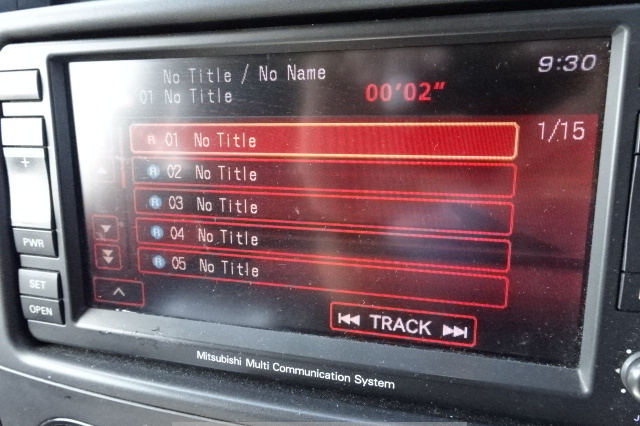 9:30
No Title / No Name
01 No Title 00'02"
1/15
R 01 No Title
R 02 No Title
R 03 No Title
R 04 No Title
R 05 No Title
TRACK
+
PWR
SET
OPEN
Mitsubishi Multi Communication System